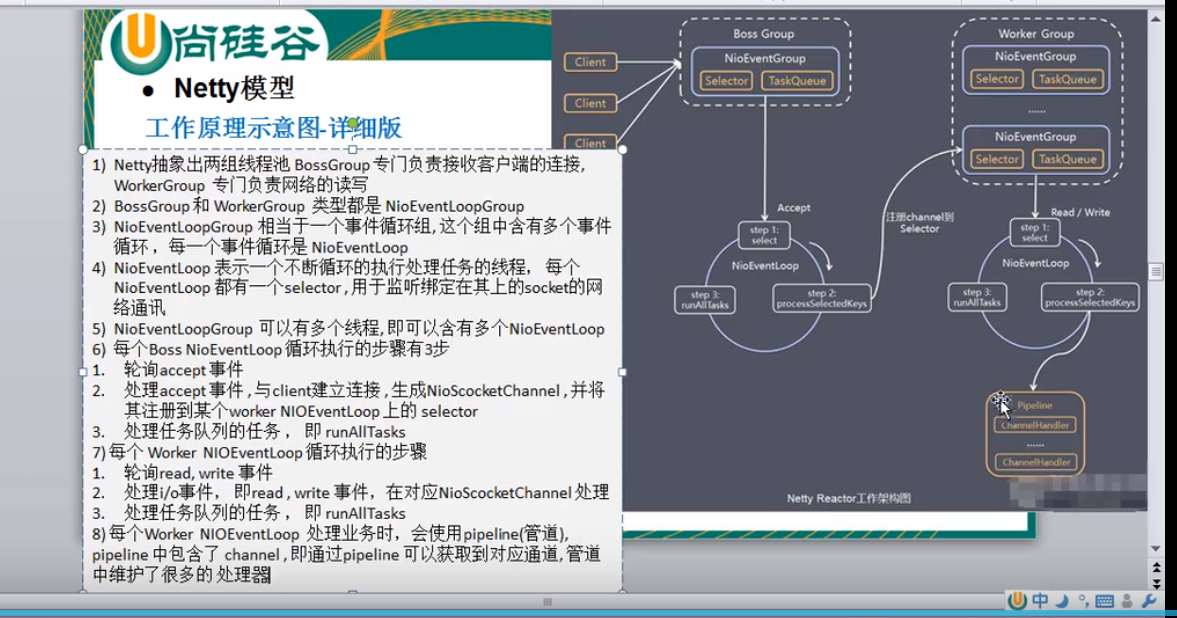 尚硅谷
● Netty模型
工作原理示意图-详细版
1) Netty抽象出两组线程池 BossGroup 专门负责接收客户端的连接,
WorkerGroup 专门负责网络的读写
2) BossGroup 和 WorkerGroup 类型都是 NioEventLoopGroup
3) NioEventLoopGroup 相当于一个事件循环组, 这个组中含有多个事件
循环 ，每一个事件循环是 NioEventLoop
4) NioEventLoop 表示一个不断循环的执行处理任务的线程， 每个
NioEventLoop 都有一个selector , 用于监听绑定在其上的socket的网
络通讯
5) NioEventLoopGroup 可以有多个线程, 即可以含有多个NioEventLoop
6) 每个Boss NioEventLoop 循环执行的步骤有3步
1. 轮询accept 事件
2. 处理accept 事件 , 与client建立连接 , 生成NioScocketChannel , 并将
其注册到某个worker NIOEventLoop 上的 selector
3. 处理任务队列的任务 ， 即 runAllTasks
7) 每个 Worker NIOEventLoop 循环执行的步骤
1. 轮询read, write 事件
2. 处理i/o事件， 即read , write 事件，在对应NioScocketChannel 处理
3. 处理任务队列的任务 ， 即 runAllTasks
8) 每个Worker NIOEventLoop 处理业务时，会使用pipeline(管道),
pipeline 中包含了 channel , 即通过pipeline 可以获取到对应通道, 管道
中维护了很多的 处理器
Client
Client
Client
Boss Group
NioEventGroup
Selector
TaskQueue
Worker Group
NioEventGroup
Selector
TaskQueue
......
NioEventGroup
Selector
TaskQueue
Accept
step 1:
select
NioEventLoop
step 3:
runAllTasks
step 2:
processSelectedKeys
注册channel到
Selector
Read / Write
step 1:
select
NioEventLoop
step 3:
runAllTasks
step 2:
processSelectedKeys
Pipeline
ChannelHandler
......
ChannelHandler
Netty Reactor工作架构图
中